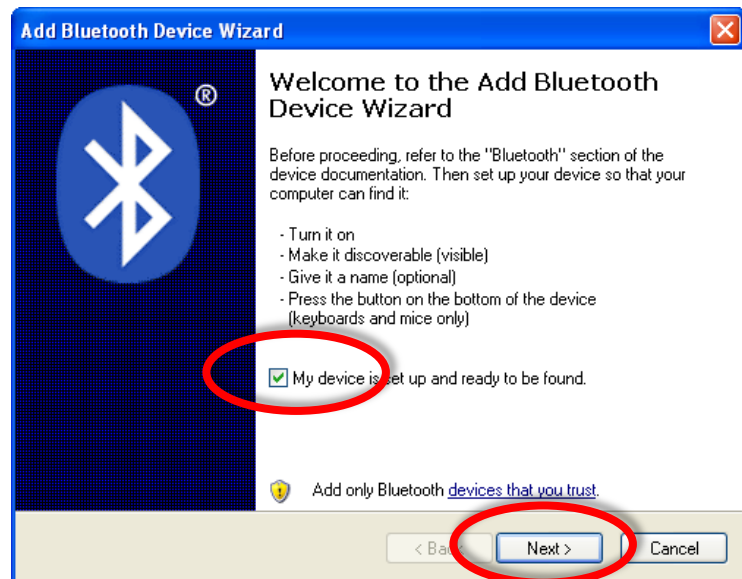 Add Bluetooth Device Wizard
®
Welcome to the Add Bluetooth
Device Wizard
Before proceeding, refer to the "Bluetooth" section of the
device documentation. Then set up your device so that your
computer can find it:
- Turn it on
- Make it discoverable (visible)
- Give it a name (optional)
- Press the button on the bottom of the device
(keyboards and mice only)
My device is set up and ready to be found.
Add only Bluetooth devices that you trust.
< Back Next > Cancel